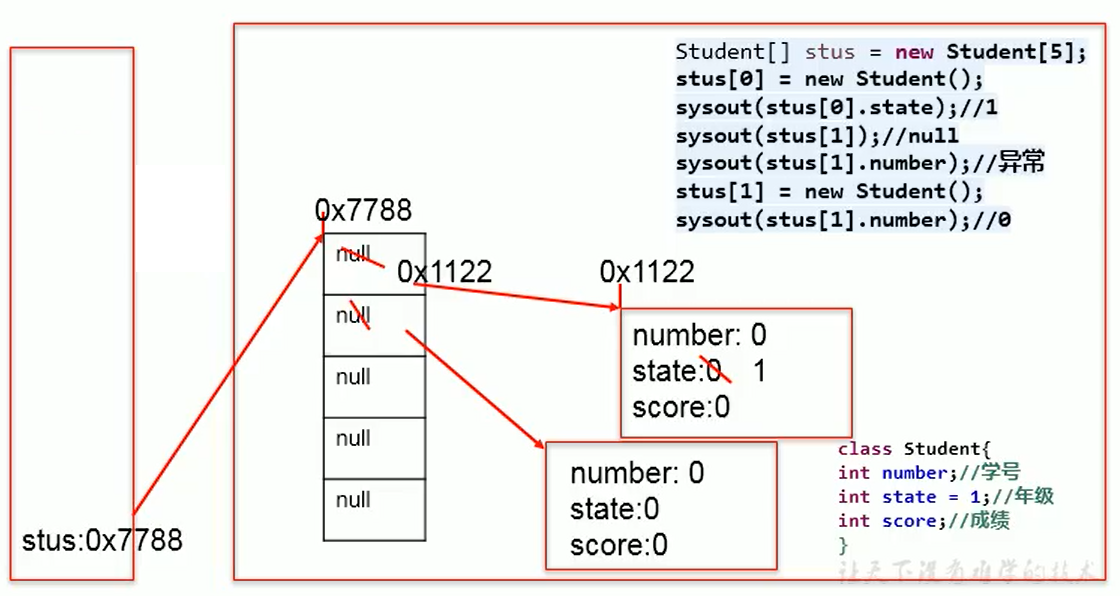 Student[] stus = new Student[5];
stus[0] = new Student();
sysout(stus[0].state);//1
sysout(stus[1]);//null
sysout(stus[1].number);//异常
stus[1] = new Student();
sysout(stus[1].number);//0
0x7788
null
0x1122
0x1122
null
null
null
null
number: 0
state:0 1
score:0
number: 0
state:0
score:0
stus:0x7788
class Student{
int number;//学号
int state = 1;//年级
int score;//成绩
}
让天下没有难学的技术